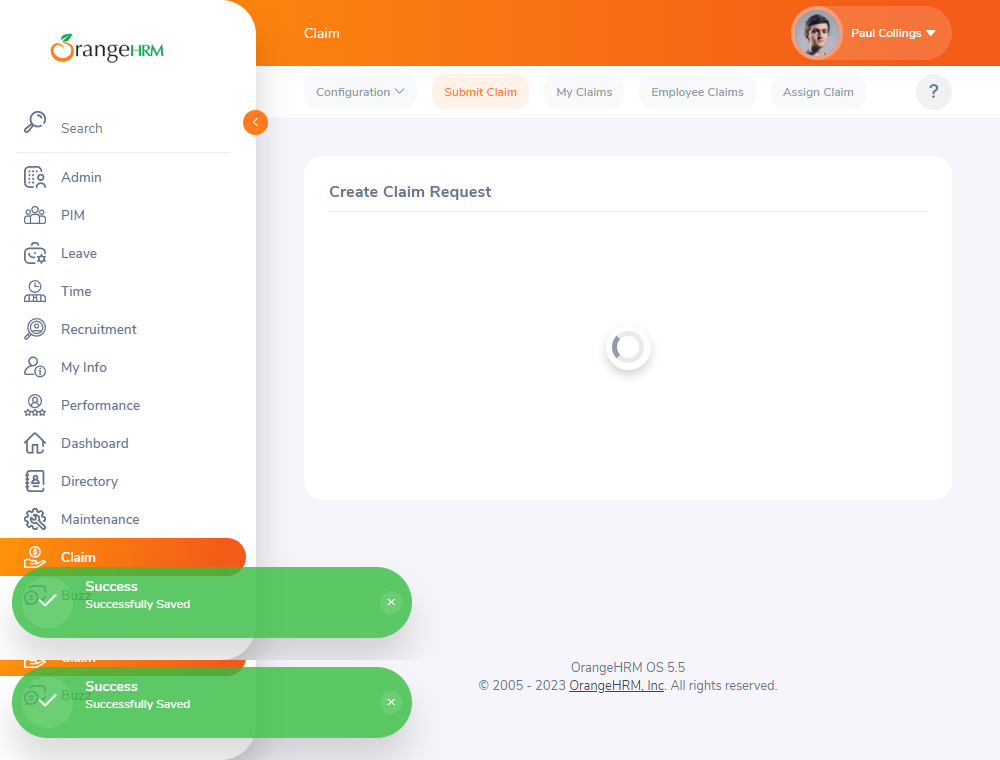 OrangeHRM
Claim
Paul Collings
Configuration
Submit Claim
My Claims
Employee Claims
Assign Claim
?
Search
Admin
PIM
Leave
Time
Recruitment
My Info
Performance
Dashboard
Directory
Maintenance
Claim
Buzz
Create Claim Request
Success
Successfully Saved
Claim
Buzz
Success
Successfully Saved
OrangeHRM OS 5.5
© 2005 - 2023 OrangeHRM, Inc. All rights reserved.